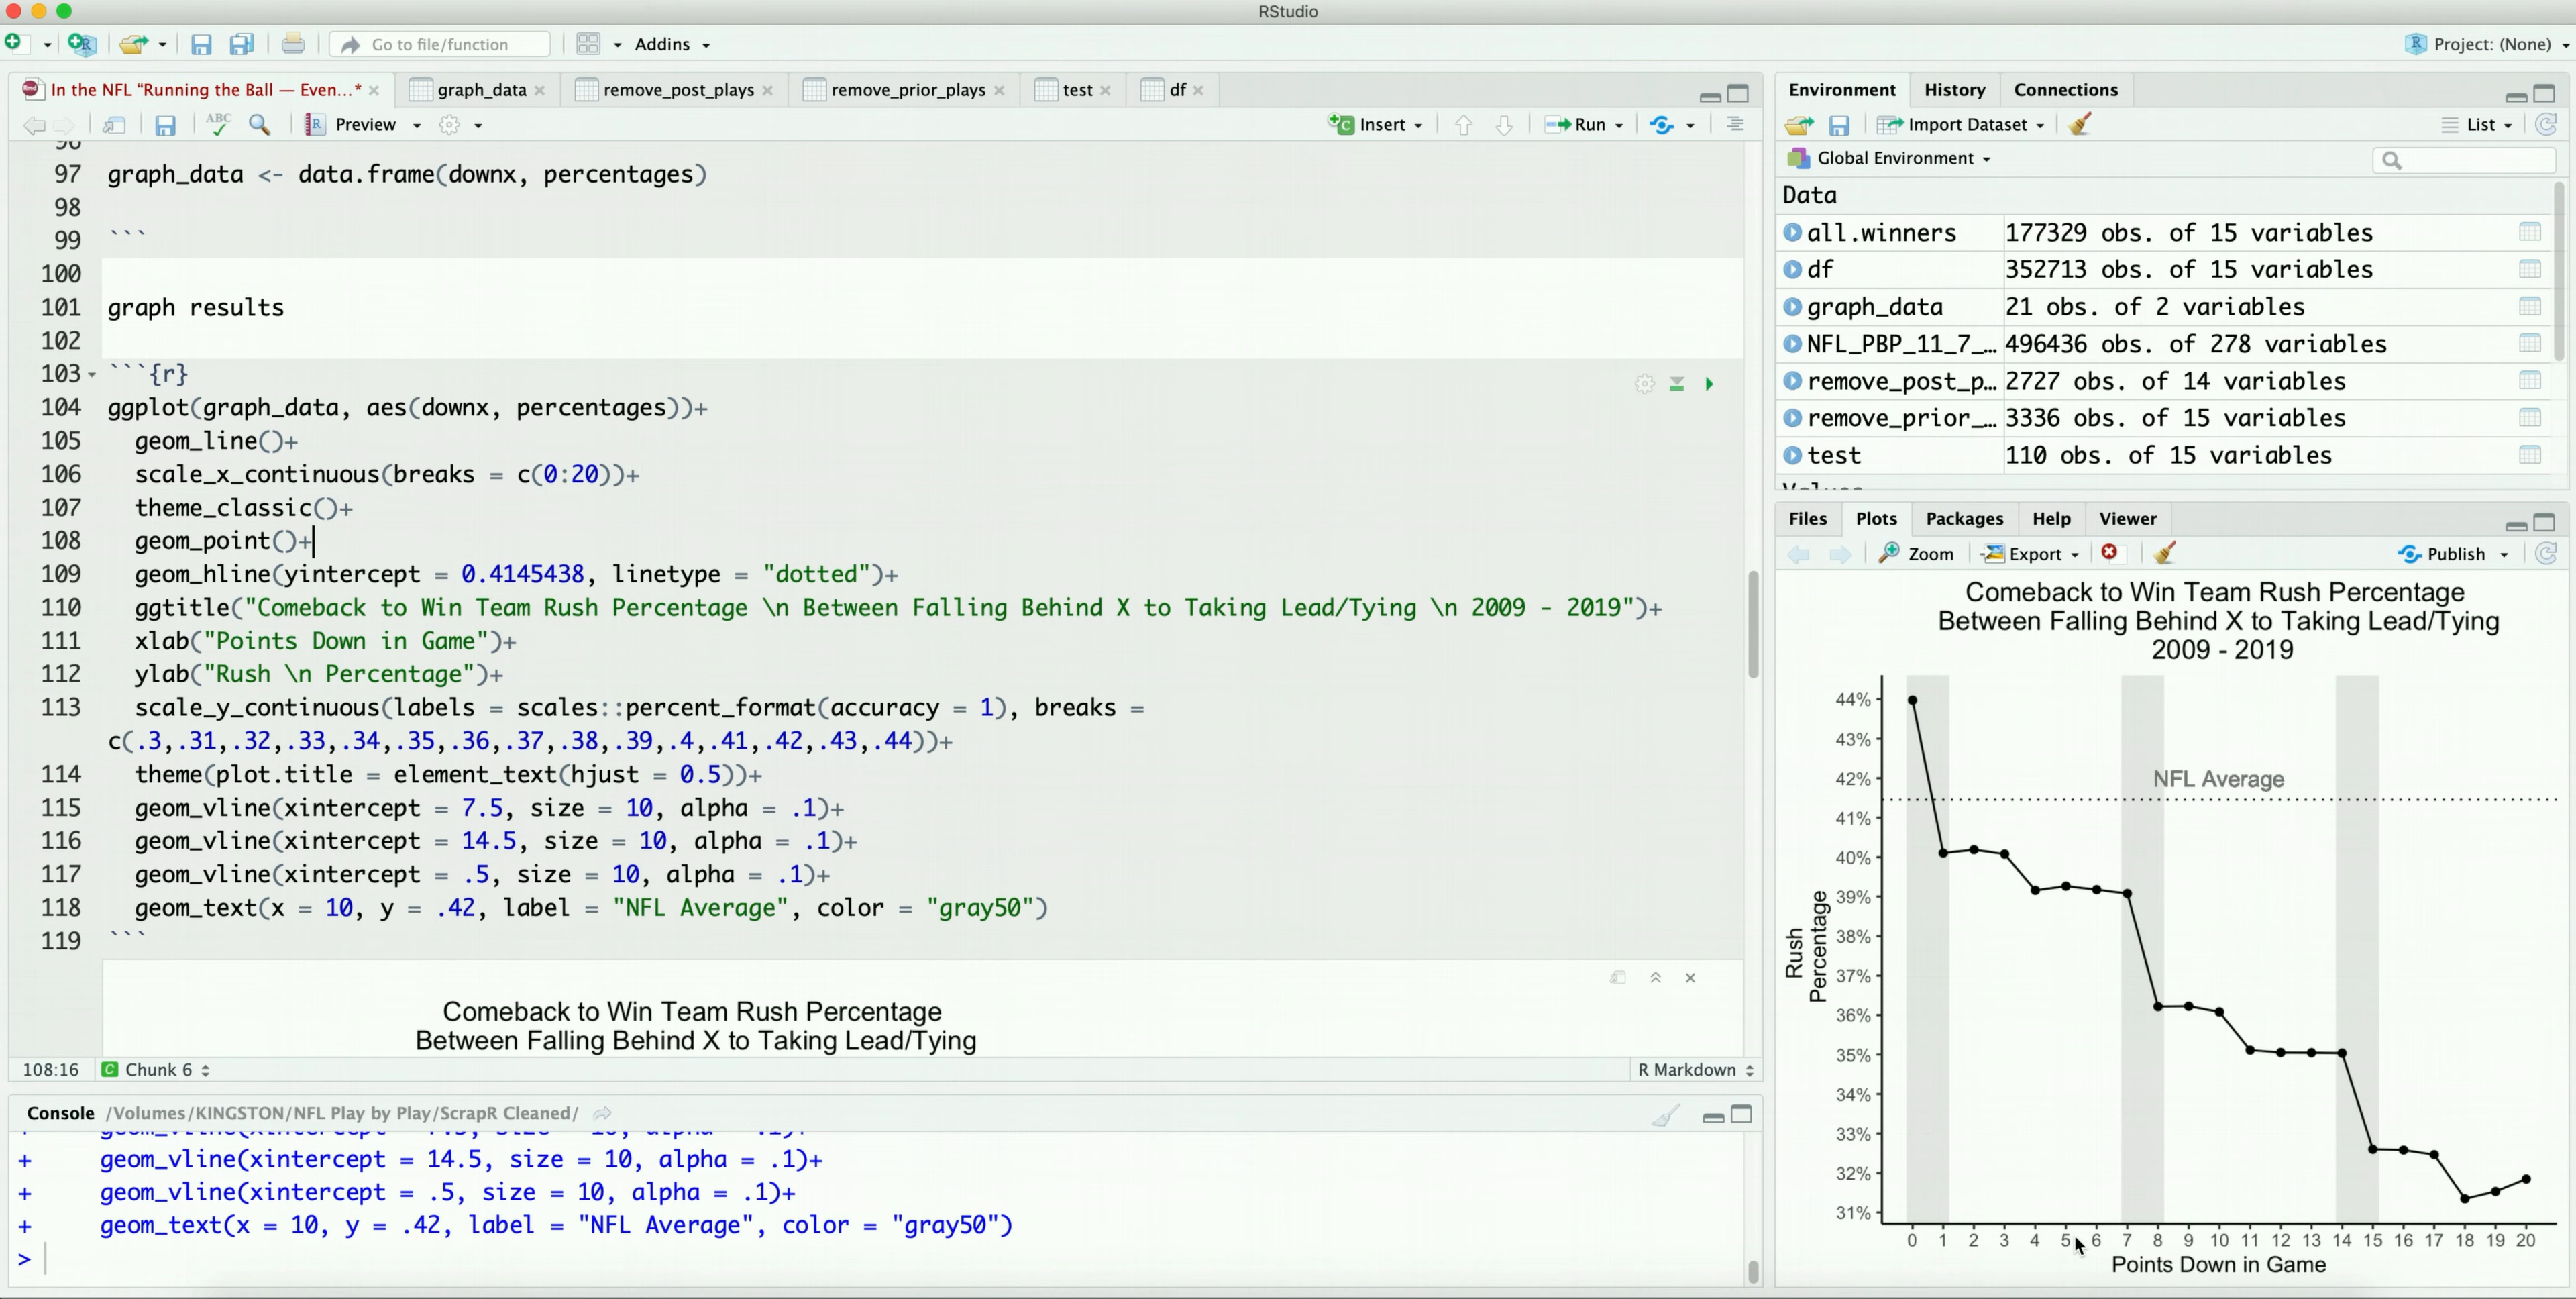 RStudio
Go to file/function
Addins
Project: (None)
In the NFL “Running the Ball — Even...*
graph_data
remove_post_plays
remove_prior_plays
test
df
ABC
Preview
Insert
Run
96
97 graph_data <- data.frame(downx, percentages)
98
99 ```
100
101 graph results
102
103 ```{r}
104 ggplot(graph_data, aes(downx, percentages))+
105 geom_line()+
106 scale_x_continuous(breaks = c(0:20))+
107 theme_classic()+
108 geom_point()+
109 geom_hline(yintercept = 0.4145438, linetype = "dotted")+
110 ggtitle("Comeback to Win Team Rush Percentage \n Between Falling Behind X to Taking Lead/Tying \n 2009 - 2019")+
111 xlab("Points Down in Game")+
112 ylab("Rush \n Percentage")+
113 scale_y_continuous(labels = scales::percent_format(accuracy = 1), breaks =
c(.3,.31,.32,.33,.34,.35,.36,.37,.38,.39,.4,.41,.42,.43,.44))+
114 theme(plot.title = element_text(hjust = 0.5))+
115 geom_vline(xintercept = 7.5, size = 10, alpha = .1)+
116 geom_vline(xintercept = 14.5, size = 10, alpha = .1)+
117 geom_vline(xintercept = .5, size = 10, alpha = .1)+
118 geom_text(x = 10, y = .42, label = "NFL Average", color = "gray50")
119 ```
Comeback to Win Team Rush Percentage
Between Falling Behind X to Taking Lead/Tying
108:16
Chunk 6
R Markdown
Console /Volumes/KINGSTON/NFL Play by Play/ScrapR Cleaned/
+ geom_vline(xintercept = 7.5, size = 10, alpha = .1)+
+ geom_vline(xintercept = 14.5, size = 10, alpha = .1)+
+ geom_vline(xintercept = .5, size = 10, alpha = .1)+
+ geom_text(x = 10, y = .42, label = "NFL Average", color = "gray50")
>
Environment
History
Connections
Import Dataset
List
Global Environment
Data
all.winners 177329 obs. of 15 variables
df 352713 obs. of 15 variables
graph_data 21 obs. of 2 variables
NFL_PBP_11_7_... 496436 obs. of 278 variables
remove_post_p... 2727 obs. of 14 variables
remove_prior_... 3336 obs. of 15 variables
test 110 obs. of 15 variables
Values
Files
Plots
Packages
Help
Viewer
Zoom
Export
Publish
Comeback to Win Team Rush Percentage
Between Falling Behind X to Taking Lead/Tying
2009 - 2019
44%
43%
42%
41%
40%
39%
38%
37%
36%
35%
34%
33%
32%
31%
NFL Average
Rush
Percentage
0 1 2 3 4 5 6 7 8 9 10 11 12 13 14 15 16 17 18 19 20
Points Down in Game